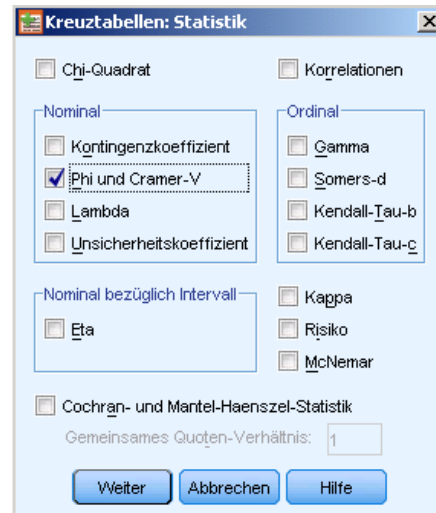 Kreuztabellen: Statistik
Chi-Quadrat
Korrelationen
Nominal
Kontingenzkoeffizient
Phi und Cramer-V
Lambda
Unsicherheitskoeffizient
Ordinal
Gamma
Somers-d
Kendall-Tau-b
Kendall-Tau-c
Nominal bezüglich Intervall
Eta
Kappa
Risiko
McNemar
Cochran- und Mantel-Haenszel-Statistik
Gemeinsames Quoten-Verhältnis: 1
Weiter Abbrechen Hilfe